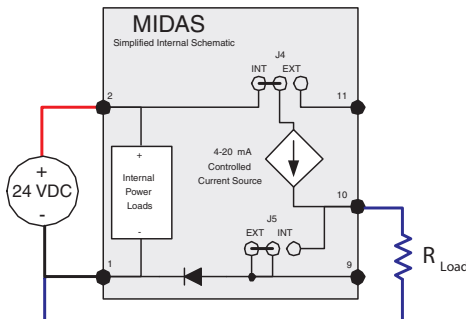 MIDAS
Simplified Internal Schematic
J4
INT EXT
2
11
+
4-20 mA
Controlled
Current Source
+
24 VDC
-
Internal
Power
Loads
-
10
J5
EXT INT
1
9
R Load